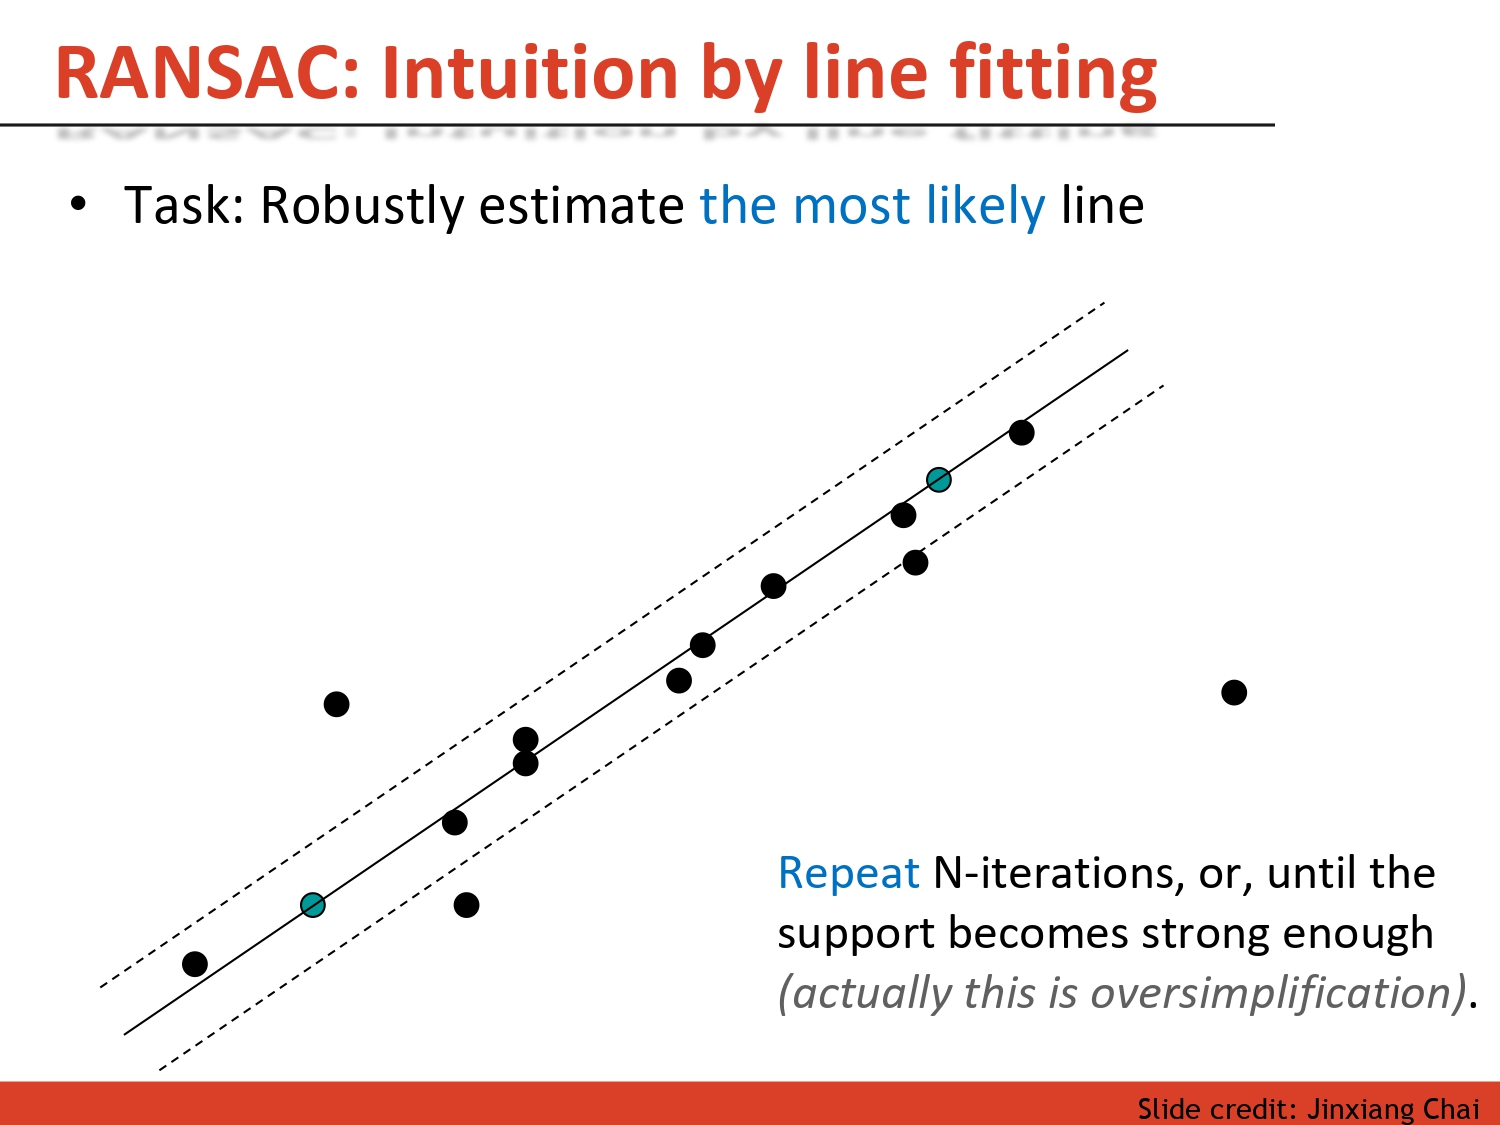 RANSAC: Intuition by line fitting
• Task: Robustly estimate the most likely line
Repeat N-iterations, or, until the
support becomes strong enough
(actually this is oversimplification).
Slide credit: Jinxiang Chai